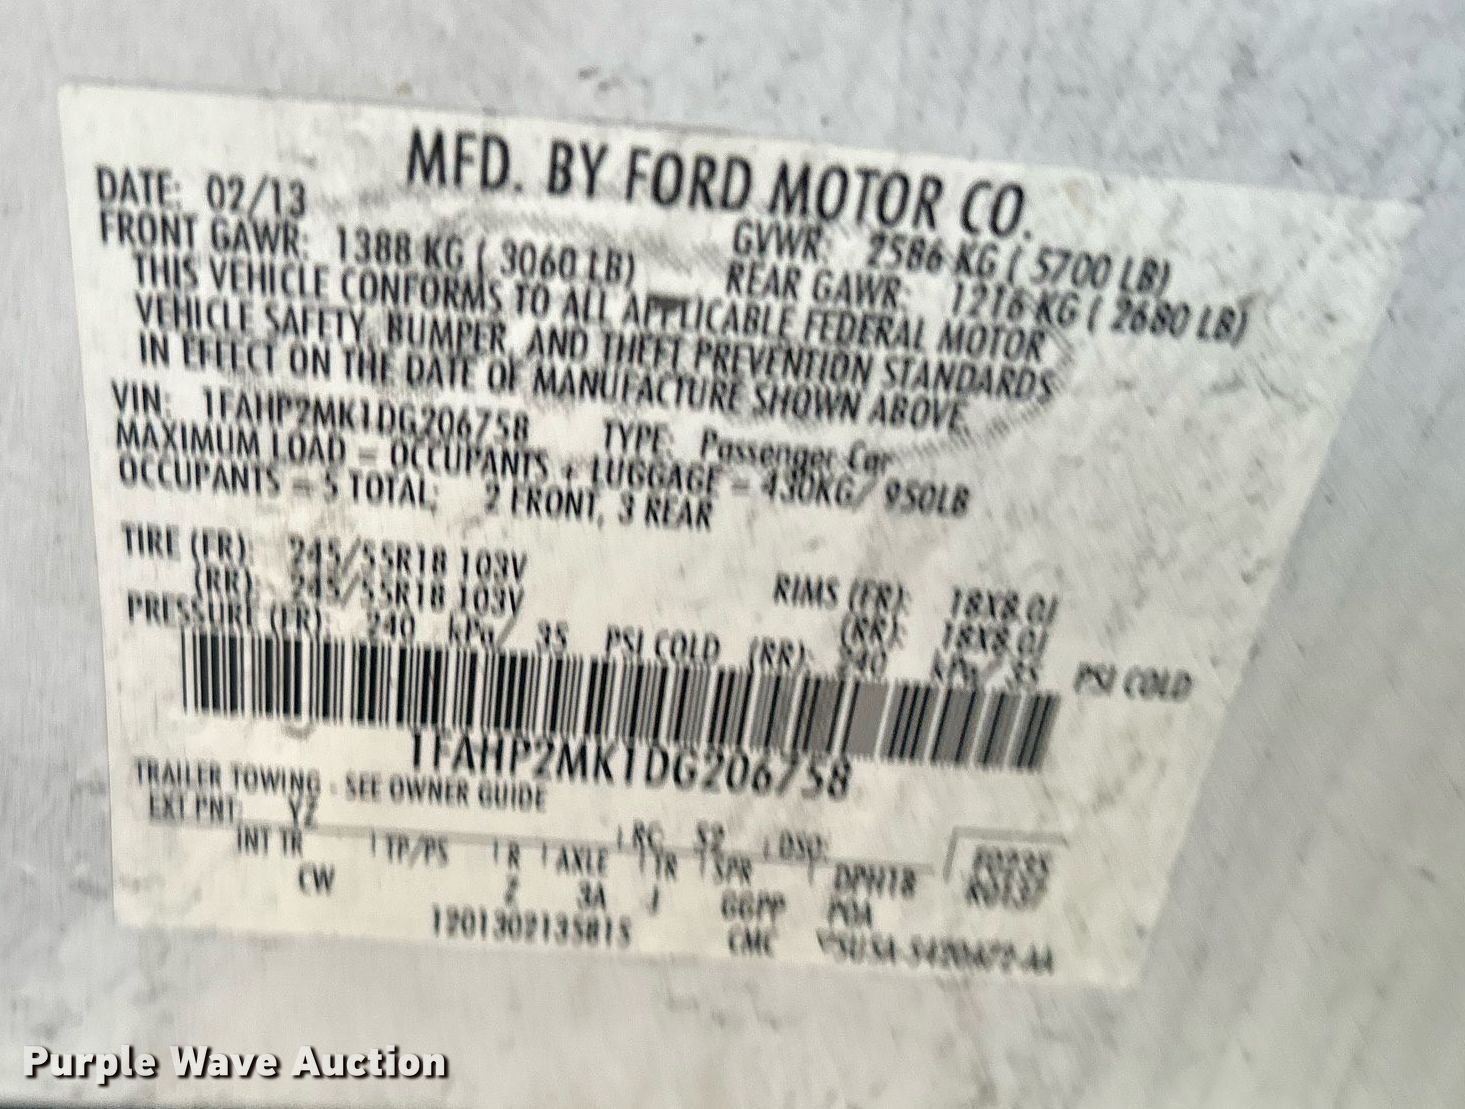 MFD. BY FORD MOTOR CO.
DATE: 02/13 GVWR: 2586 KG ( 5700 LB)
FRONT GAWR: 1388 KG ( 3060 LB) REAR GAWR: 1216 KG ( 2680 LB)
THIS VEHICLE CONFORMS TO ALL APPLICABLE FEDERAL MOTOR
VEHICLE SAFETY, BUMPER, AND THEFT PREVENTION STANDARDS
IN EFFECT ON THE DATE OF MANUFACTURE SHOWN ABOVE.
VIN: 1FAHP2MK1DG206758 TYPE: Passenger Car
MAXIMUM LOAD = OCCUPANTS + LUGGAGE = 430KG/ 950LB
OCCUPANTS = 5 TOTAL; 2 FRONT, 3 REAR
TIRE (FR): 245/55R18 103V RIMS (FR): 18X8.0J
(RR): 245/55R18 103V (RR): 18X8.0J
PRESSURE (FR): 240 kPa/ 35 PSI COLD (RR): 240 kPa/ 35 PSI COLD
1FAHP2MK1DG206758
TRAILER TOWING - SEE OWNER GUIDE
EXT PNT: YZ RC: 52 DSO:
INT TR TP/PS R AXLE TR SPR DPHT8
CW 2 3A J GGPP
1201302135815 CMC
Purple Wave Auction